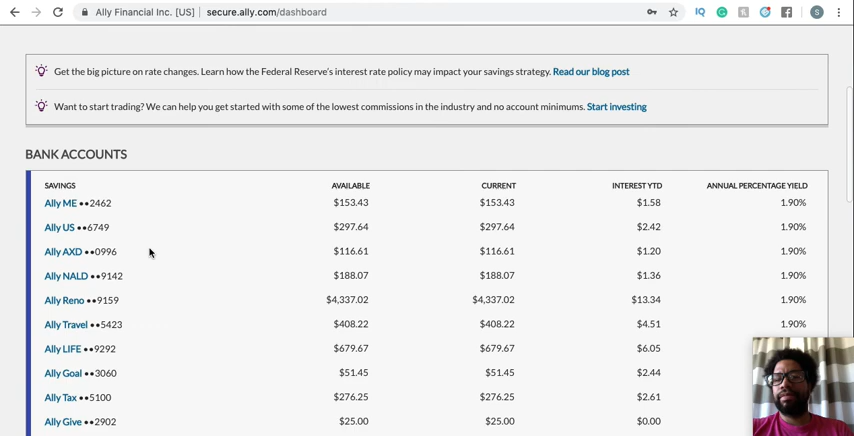 Ally Financial Inc. [US] secure.ally.com/dashboard
IQ S
Get the big picture on rate changes. Learn how the Federal Reserve's interest rate policy may impact your savings strategy. Read our blog post
Want to start trading? We can help you get started with some of the lowest commissions in the industry and no account minimums. Start investing
BANK ACCOUNTS
SAVINGS AVAILABLE CURRENT INTEREST YTD ANNUAL PERCENTAGE YIELD
Ally ME ••2462 $153.43 $153.43 $1.58 1.90%
Ally US ••6749 $297.64 $297.64 $2.42 1.90%
Ally AXD ••0996 $116.61 $116.61 $1.20 1.90%
Ally NALD ••9142 $188.07 $188.07 $1.36 1.90%
Ally Reno ••9159 $4,337.02 $4,337.02 $13.34 1.90%
Ally Travel ••5423 $408.22 $408.22 $4.51 1.90%
Ally LIFE ••9292 $679.67 $679.67 $6.05
Ally Goal ••3060 $51.45 $51.45 $2.44
Ally Tax ••5100 $276.25 $276.25 $2.61
Ally Give ••2902 $25.00 $25.00 $0.00